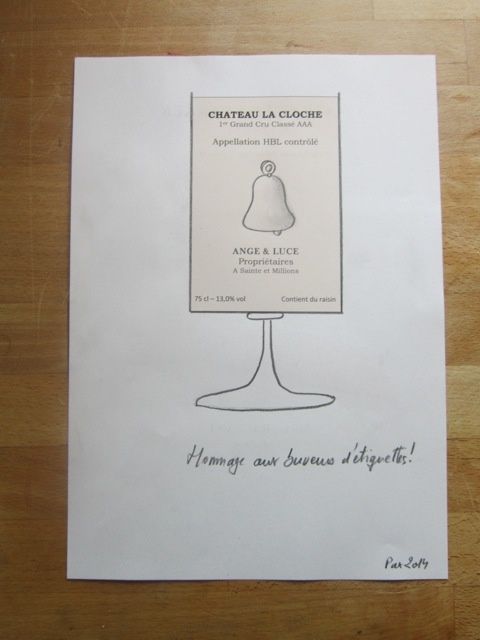 CHATEAU LA CLOCHE
1er Grand Cru Classé AAA
Appellation HBL contrôlé
ANGE & LUCE
Propriétaires
A Sainte et Millions
75 cl – 13,0% vol
Contient du raisin
Hommage aux buveurs d'étiquettes!
Par 2014